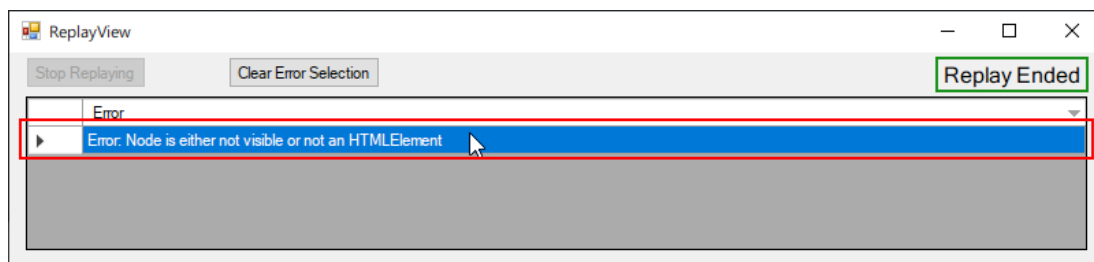 ReplayView
Stop Replaying Clear Error Selection Replay Ended
Error
Error: Node is either not visible or not an HTMLElement